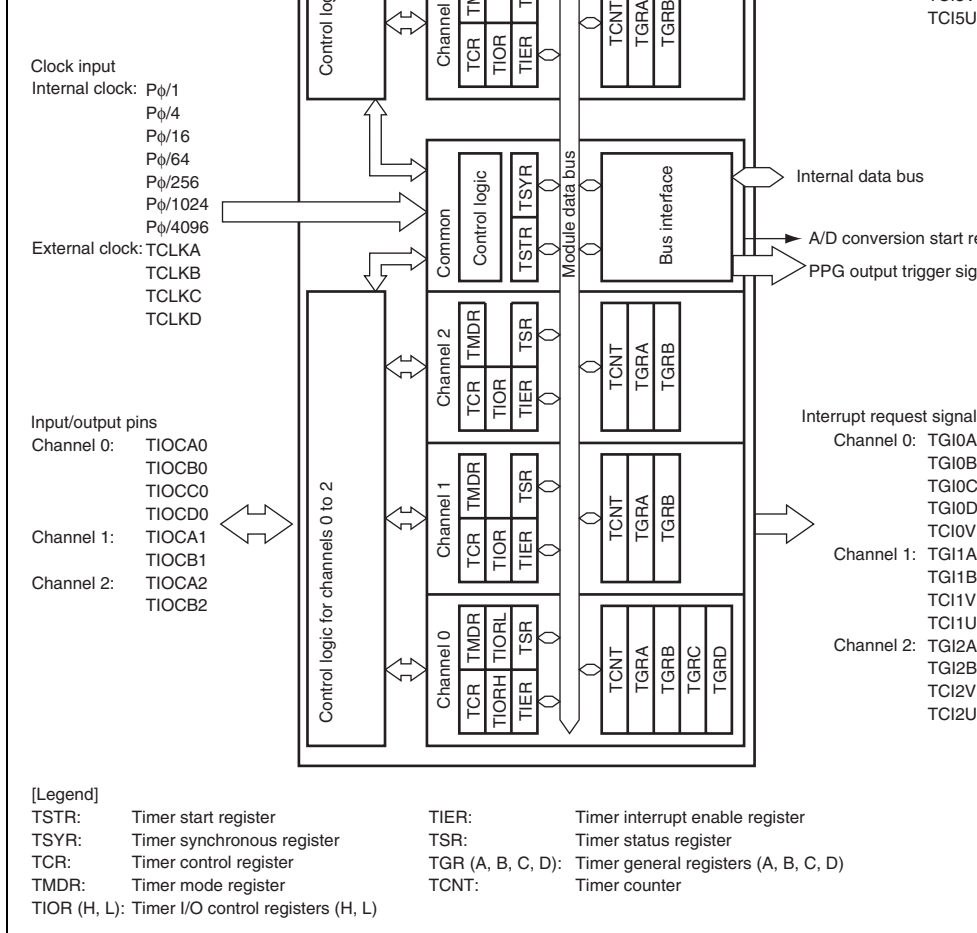 Control log
Channel
TCR
TIOR
TIER
TCNT
TGRA
TGRB
TCI5U
Clock input
Internal clock: Pφ/1
Pφ/4
Pφ/16
Pφ/64
Pφ/256
Pφ/1024
Pφ/4096
External clock: TCLKA
TCLKB
TCLKC
TCLKD
Common
Control logic
TSTR TSYR
Module data bus
Bus interface
Internal data bus
A/D conversion start re
PPG output trigger sig
Channel 2
TCR TMDR
TIOR
TIER TSR
TCNT
TGRA
TGRB
Input/output pins
Channel 0: TIOCA0
TIOCB0
TIOCC0
TIOCD0
Channel 1: TIOCA1
TIOCB1
Channel 2: TIOCA2
TIOCB2
Control logic for channels 0 to 2
Channel 1
TCR TMDR
TIOR
TIER TSR
TCNT
TGRA
TGRB
Channel 0
TCR TMDR
TIORH TIORL
TIER TSR
TCNT
TGRA
TGRB
TGRC
TGRD
Interrupt request signal
Channel 0: TGI0A
TGI0B
TGI0C
TGI0D
TCI0V
Channel 1: TGI1A
TGI1B
TCI1V
TCI1U
Channel 2: TGI2A
TGI2B
TCI2V
TCI2U
[Legend]
TSTR: Timer start register
TSYR: Timer synchronous register
TCR: Timer control register
TMDR: Timer mode register
TIOR (H, L): Timer I/O control registers (H, L)
TIER: Timer interrupt enable register
TSR: Timer status register
TGR (A, B, C, D): Timer general registers (A, B, C, D)
TCNT: Timer counter